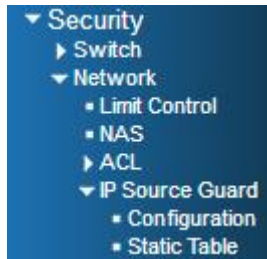 Security
Switch
Network
Limit Control
NAS
ACL
IP Source Guard
Configuration
Static Table